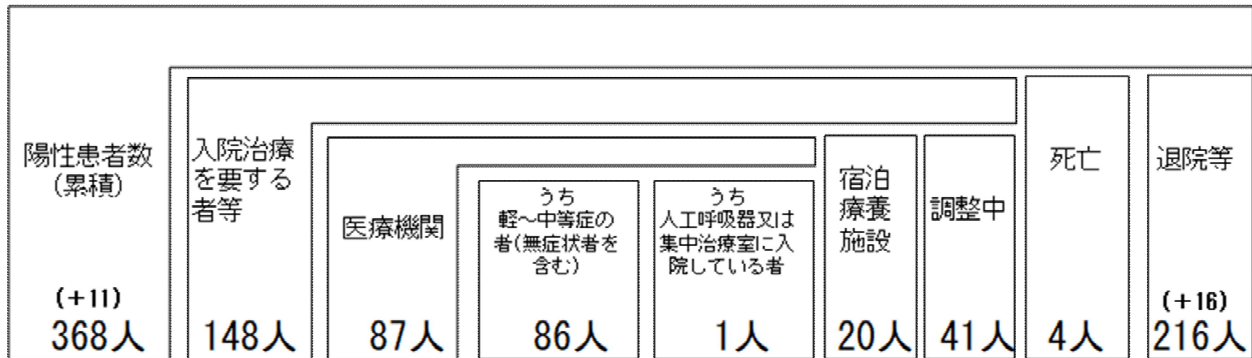 陽性患者数
(累積)
(+11)
368人
入院治療
を要する
者等
148人
医療機関
87人
うち
軽～中等症の
者(無症状者を
含む)
86人
うち
人工呼吸器又は
集中治療室に入
院している者
1人
宿泊
療養
施設
20人
調整中
41人
死亡
4人
退院等
(+16)
216人